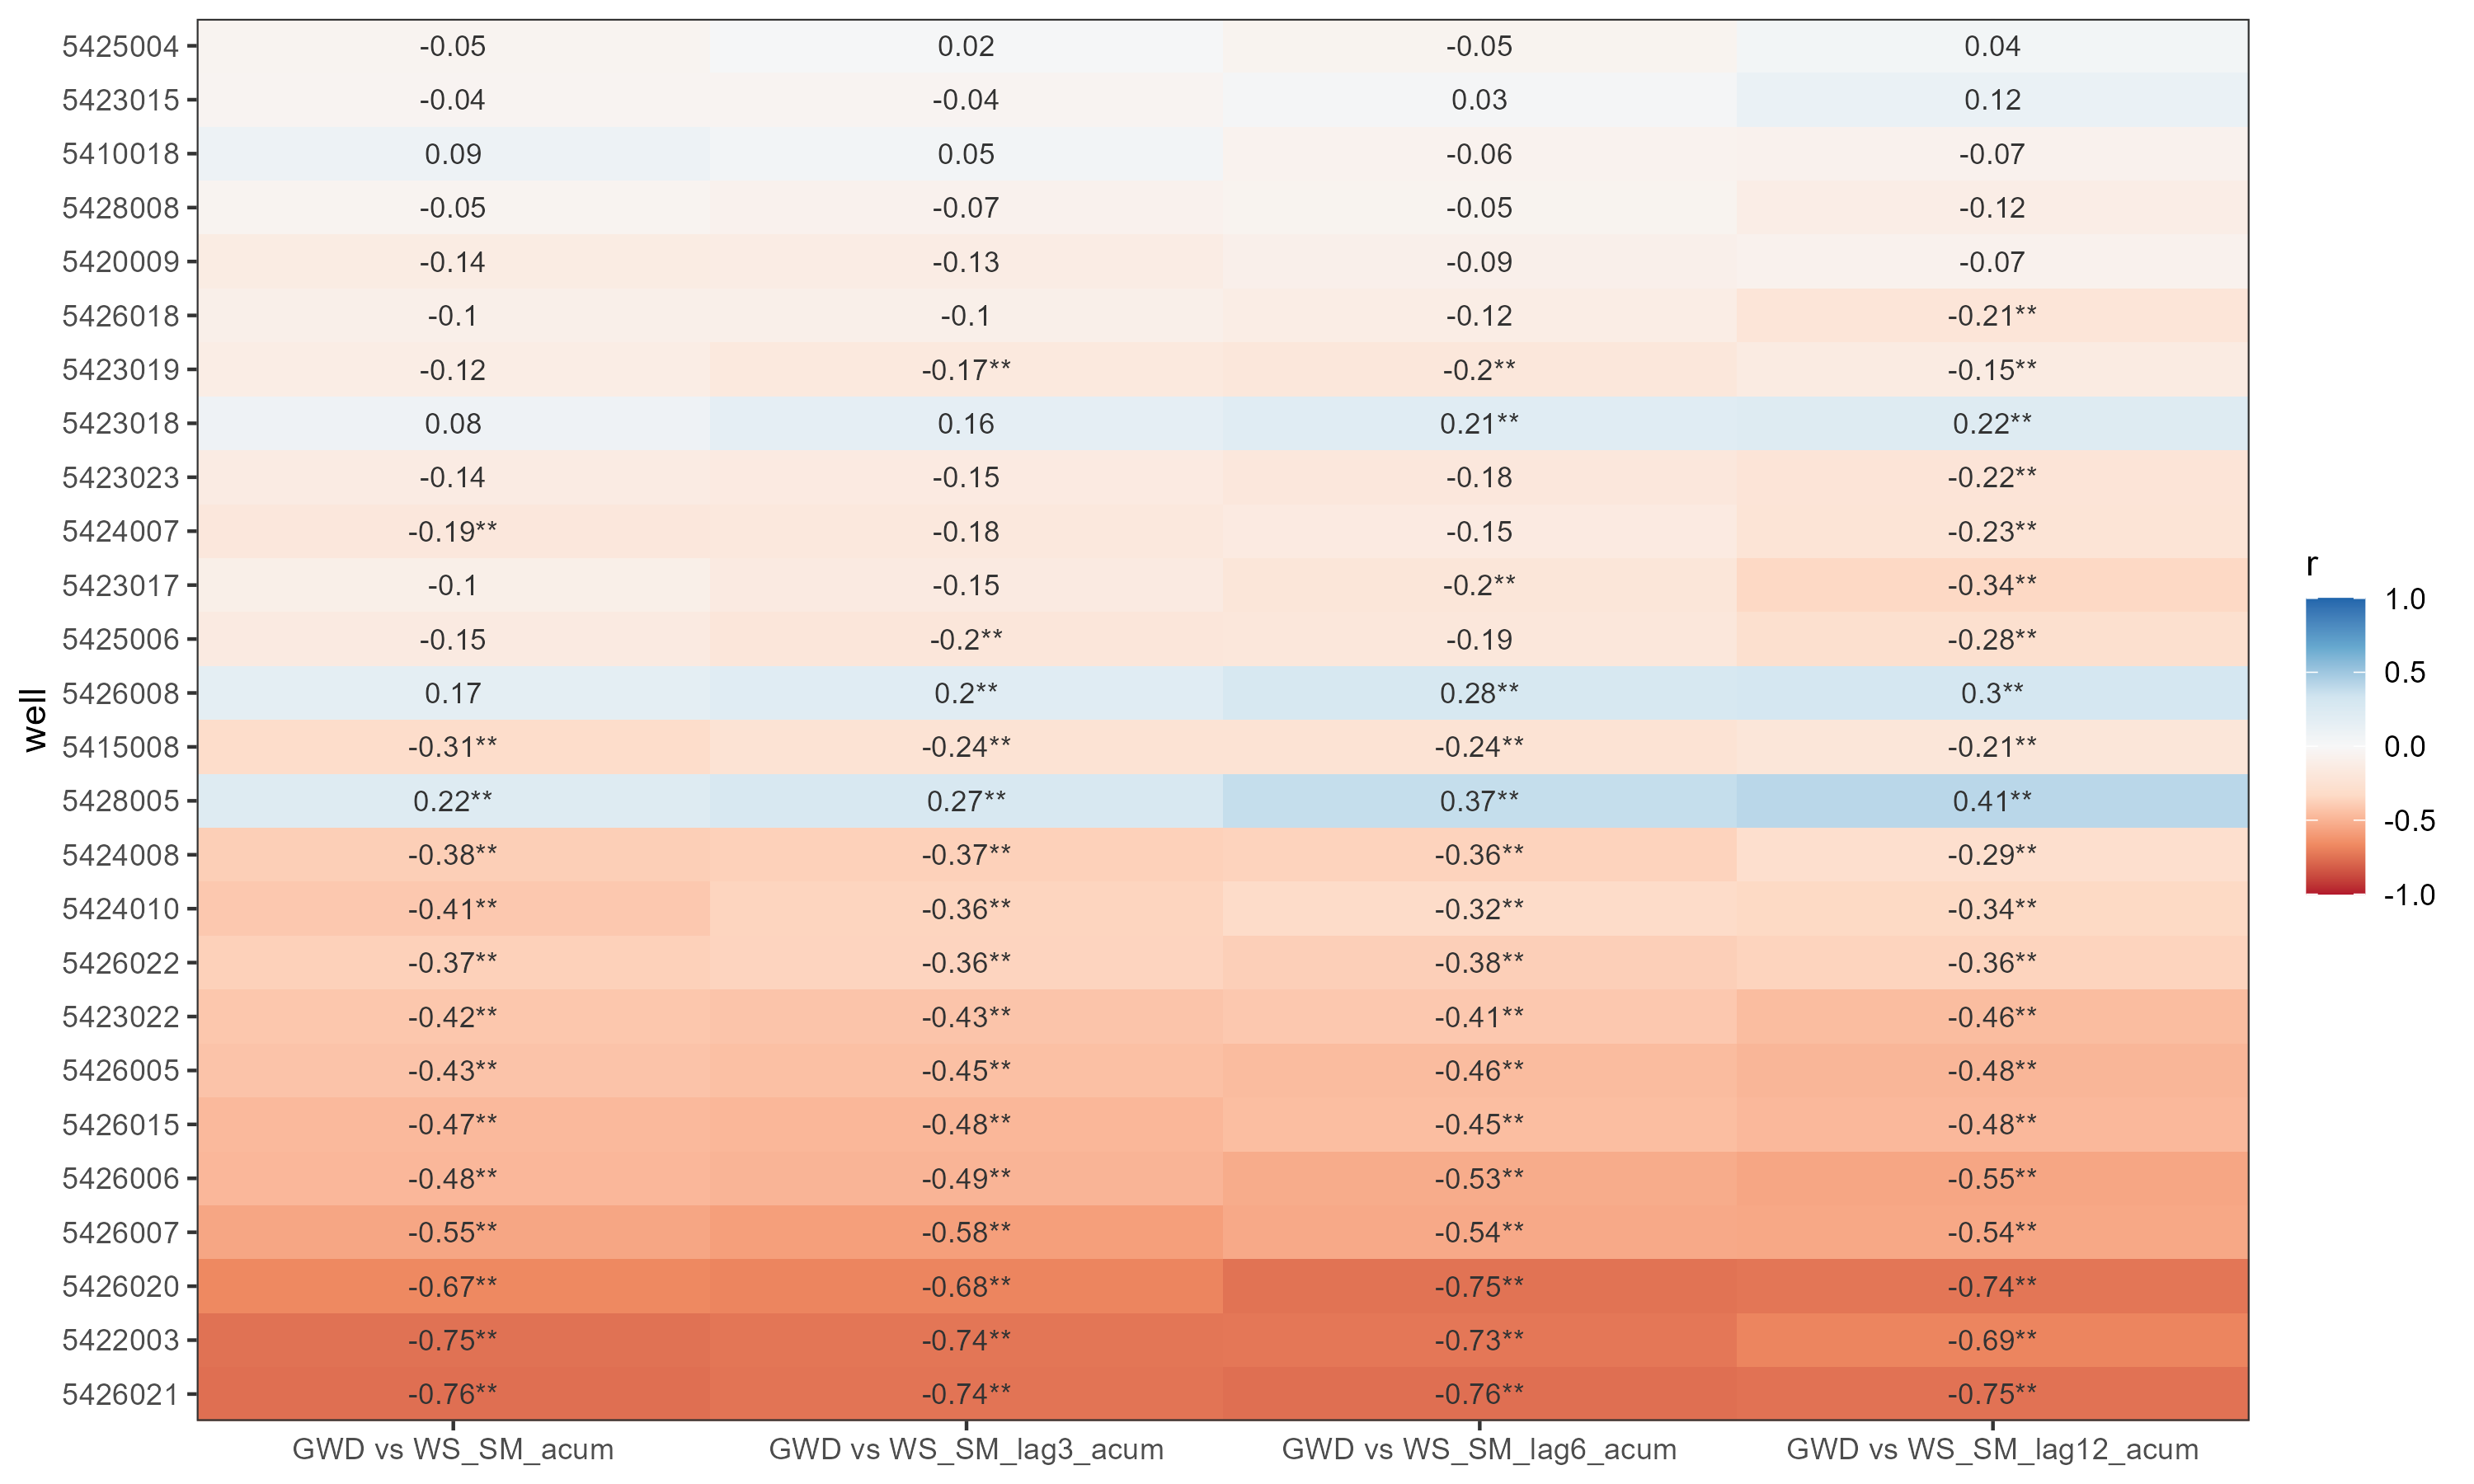 5425004 -0.05 0.02 -0.05 0.04
5423015 -0.04 -0.04 0.03 0.12
5410018 0.09 0.05 -0.06 -0.07
5428008 -0.05 -0.07 -0.05 -0.12
5420009 -0.14 -0.13 -0.09 -0.07
5426018 -0.1 -0.1 -0.12 -0.21**
5423019 -0.12 -0.17** -0.2** -0.15**
5423018 0.08 0.16 0.21** 0.22**
5423023 -0.14 -0.15 -0.18 -0.22**
5424007 -0.19** -0.18 -0.15 -0.23**
5423017 -0.1 -0.15 -0.2** -0.34**
5425006 -0.15 -0.2** -0.19 -0.28**
5426008 0.17 0.2** 0.28** 0.3**
5415008 -0.31** -0.24** -0.24** -0.21**
5428005 0.22** 0.27** 0.37** 0.41**
5424008 -0.38** -0.37** -0.36** -0.29**
5424010 -0.41** -0.36** -0.32** -0.34**
5426022 -0.37** -0.36** -0.38** -0.36**
5423022 -0.42** -0.43** -0.41** -0.46**
5426005 -0.43** -0.45** -0.46** -0.48**
5426015 -0.47** -0.48** -0.45** -0.48**
5426006 -0.48** -0.49** -0.53** -0.55**
5426007 -0.55** -0.58** -0.54** -0.54**
5426020 -0.67** -0.68** -0.75** -0.74**
5422003 -0.75** -0.74** -0.73** -0.69**
5426021 -0.76** -0.74** -0.76** -0.75**
GWD vs WS_SM_acum GWD vs WS_SM_lag3_acum GWD vs WS_SM_lag6_acum GWD vs WS_SM_lag12_acum
well
r
1.0
0.5
0.0
-0.5
-1.0